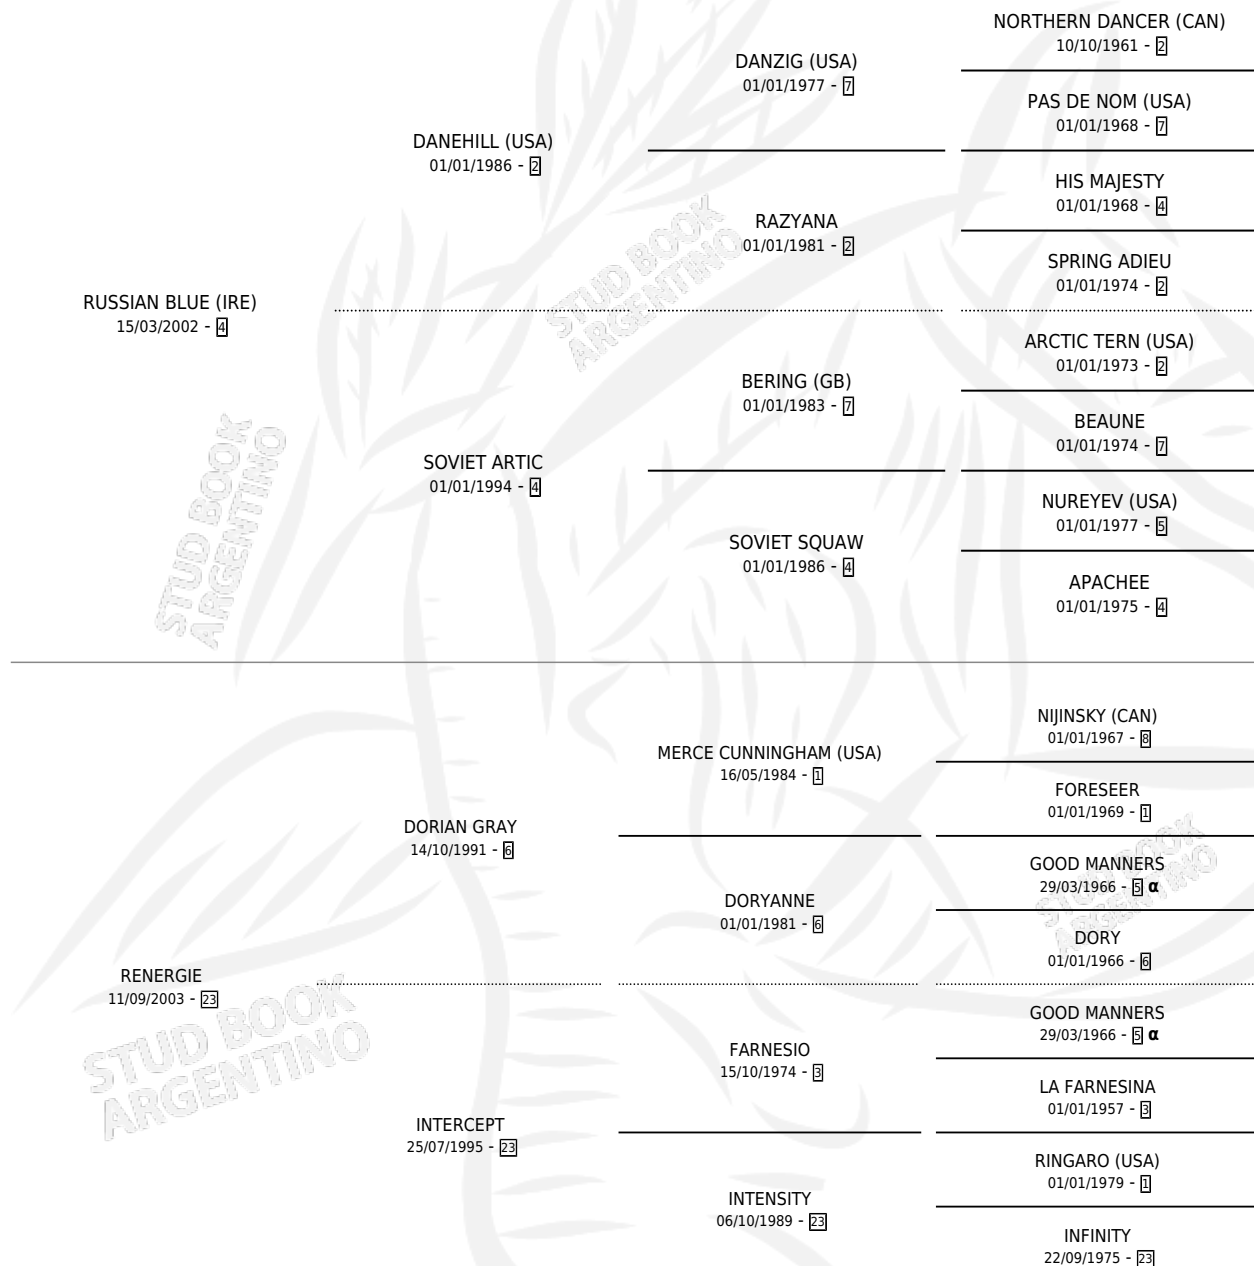 NORTHERN DANCER (CAN)
10/10/1961 - 2
DANZIG (USA)
01/01/1977 - 7
PAS DE NOM (USA)
01/01/1968 - 7
DANEHILL (USA)
01/01/1986 - 2
HIS MAJESTY
01/01/1968 - 4
RAZYANA
01/01/1981 - 2
SPRING ADIEU
01/01/1974 - 2
RUSSIAN BLUE (IRE)
15/03/2002 - 4
ARCTIC TERN (USA)
01/01/1973 - 2
BERING (GB)
01/01/1983 - 7
BEAUNE
01/01/1974 - 7
SOVIET ARTIC
01/01/1994 - 4
NUREYEV (USA)
01/01/1977 - 5
SOVIET SQUAW
01/01/1986 - 4
APACHEE
01/01/1975 - 4
NIJINSKY (CAN)
01/01/1967 - 8
MERCE CUNNINGHAM (USA)
16/05/1984 - 1
FORESEER
01/01/1969 - 1
DORIAN GRAY
14/10/1991 - 6
GOOD MANNERS
29/03/1966 - 5 α
DORYANNE
01/01/1981 - 6
DORY
01/01/1966 - 6
RENERGIE
11/09/2003 - 23
GOOD MANNERS
29/03/1966 - 5 α
FARNESIO
15/10/1974 - 3
LA FARNESINA
01/01/1957 - 3
INTERCEPT
25/07/1995 - 23
RINGARO (USA)
01/01/1979 - 1
INTENSITY
06/10/1989 - 23
INFINITY
22/09/1975 - 23
STUD BOOK
ARGENTINO
STUD BOOK
ARGENTINO
STUD BOOK
ARGENTINO
STUD BOOK
ARGENTINO